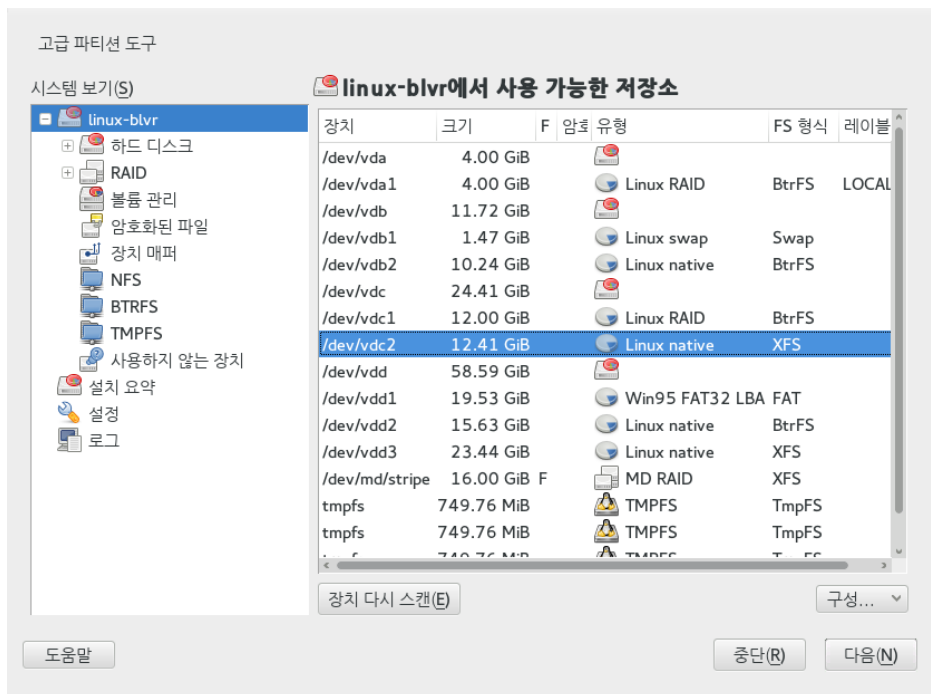 고급 파티션 도구
시스템 보기(S)
linux-blvr
하드 디스크
RAID
볼륨 관리
암호화된 파일
장치 매퍼
NFS
BTRFS
TMPFS
사용하지 않는 장치
설치 요약
설정
로그
linux-blvr에서 사용 가능한 저장소
장치 크기 F 암호 유형 FS 형식 레이블
/dev/vda 4.00 GiB
/dev/vda1 4.00 GiB Linux RAID BtrFS LOCAL
/dev/vdb 11.72 GiB
/dev/vdb1 1.47 GiB Linux swap Swap
/dev/vdb2 10.24 GiB Linux native BtrFS
/dev/vdc 24.41 GiB
/dev/vdc1 12.00 GiB Linux RAID BtrFS
/dev/vdc2 12.41 GiB Linux native XFS
/dev/vdd 58.59 GiB
/dev/vdd1 19.53 GiB Win95 FAT32 LBA FAT
/dev/vdd2 15.63 GiB Linux native BtrFS
/dev/vdd3 23.44 GiB Linux native XFS
/dev/md/stripe 16.00 GiB F MD RAID XFS
tmpfs 749.76 MiB TMPFS TmpFS
tmpfs 749.76 MiB TMPFS TmpFS
장치 다시 스캔(E)
구성...
도움말
중단(R)
다음(N)